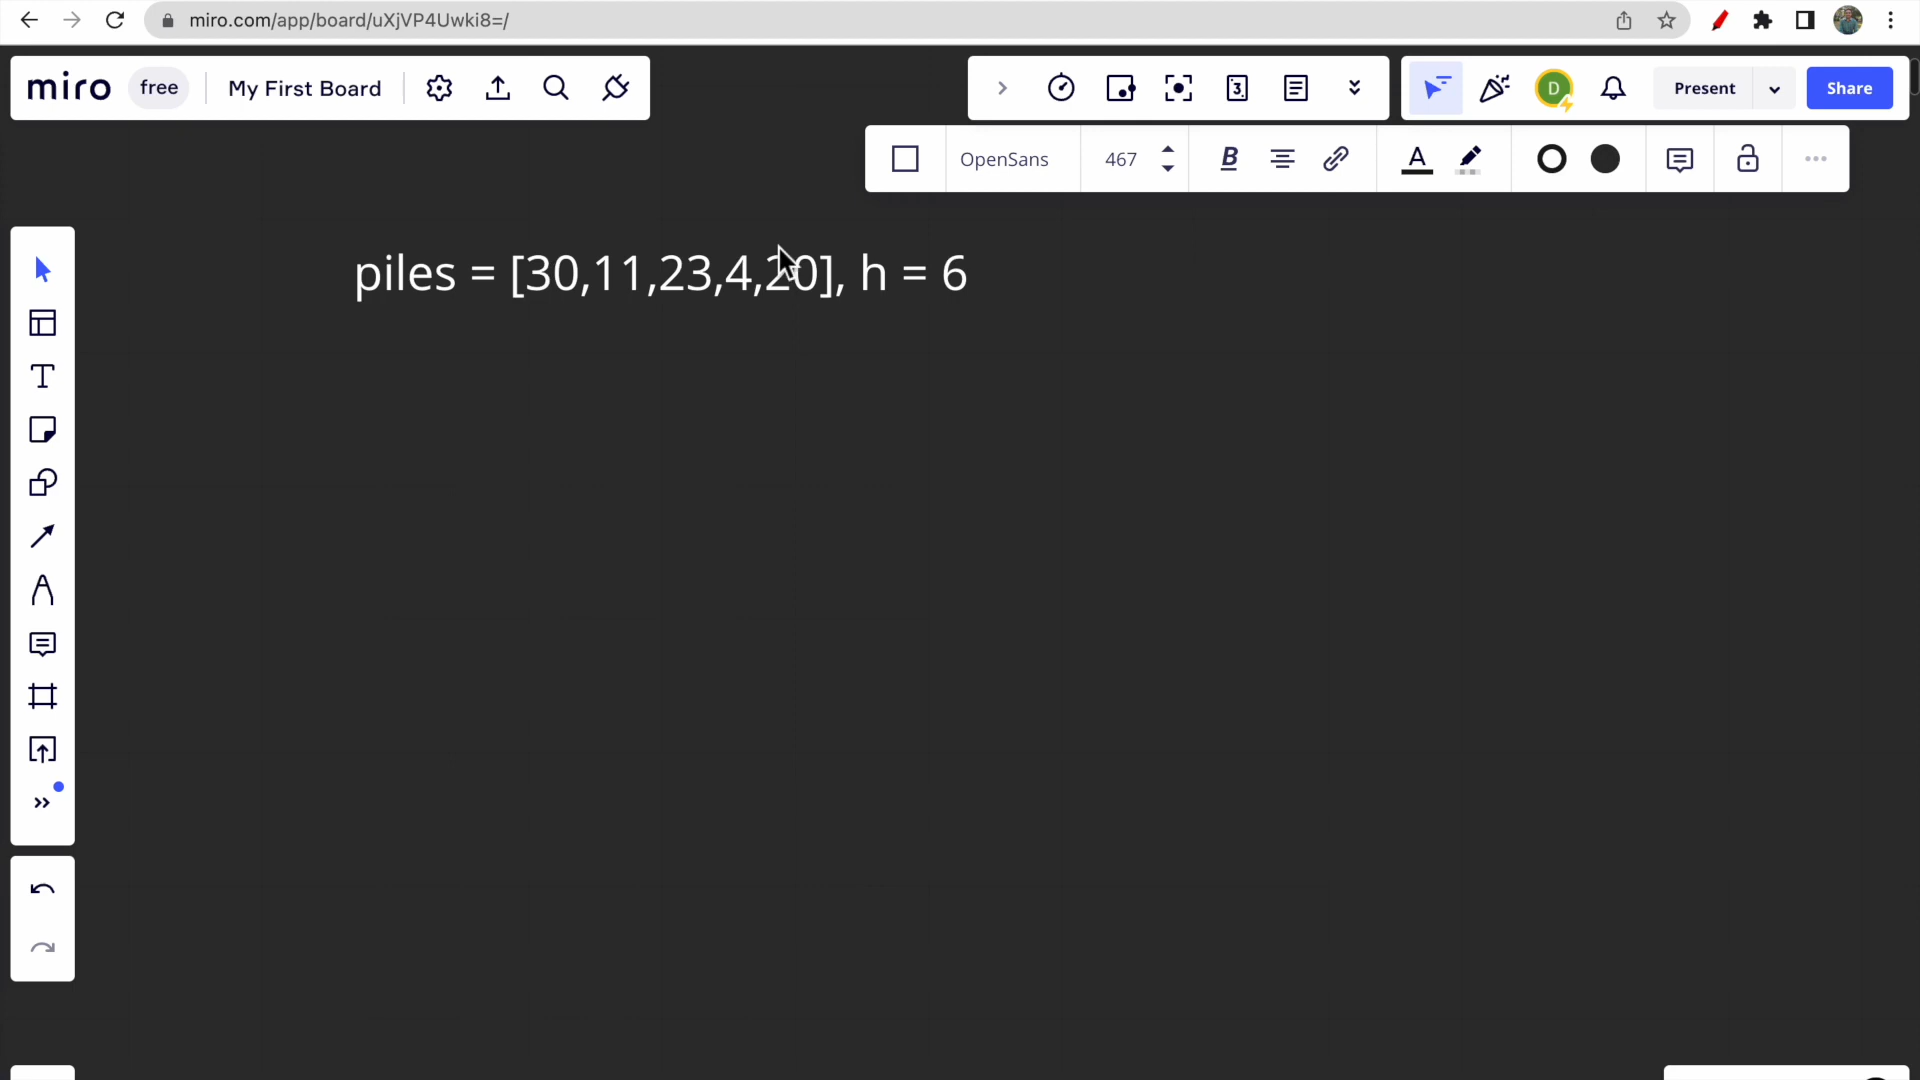 miro.com/app/board/uXjVP4Uwki8=/
miro free My First Board
3
D
Present
Share
OpenSans 467 B A
T
piles = [30,11,23,4,20], h = 6